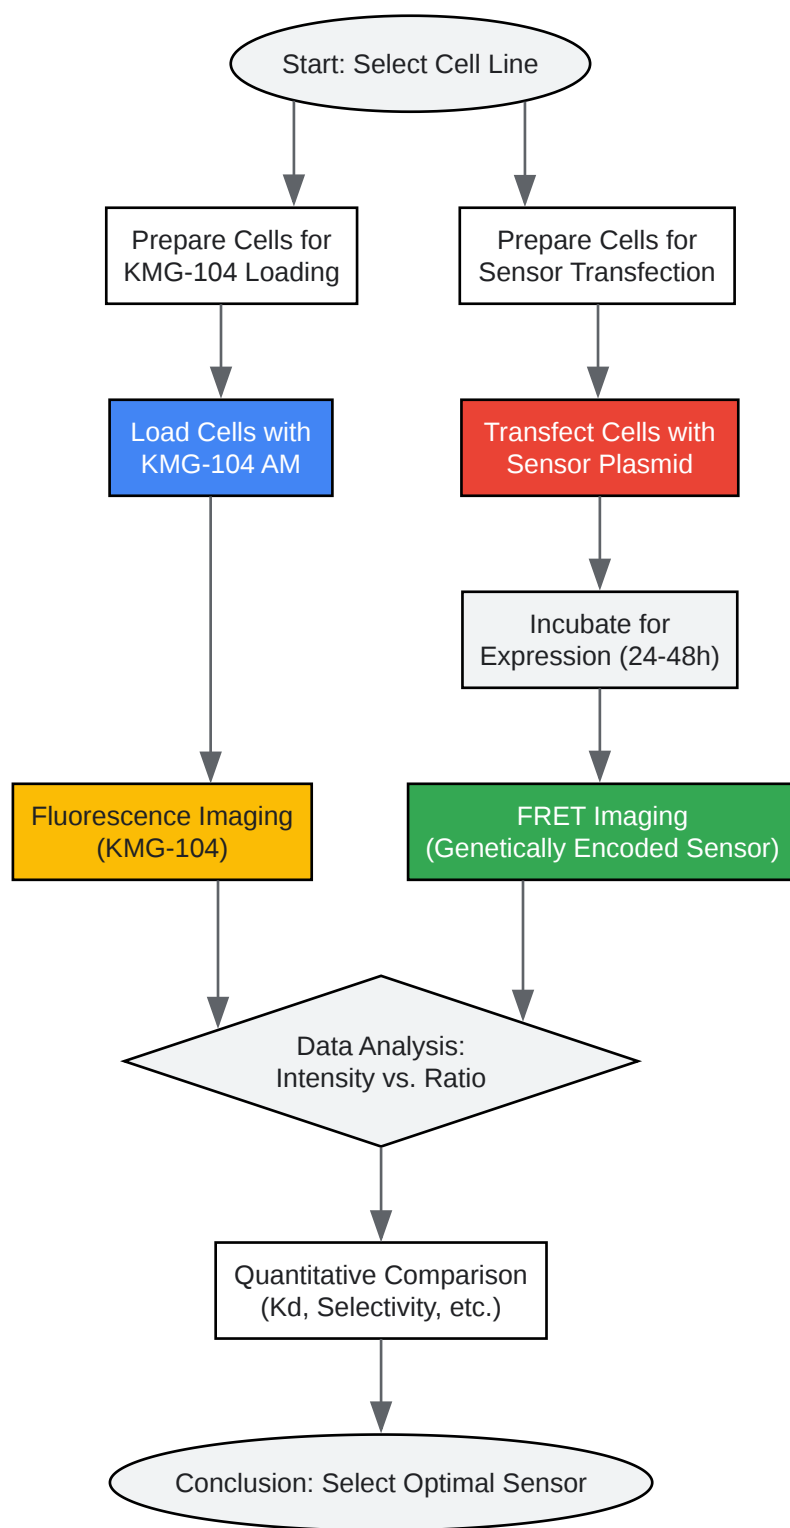 Start: Select Cell Line
Prepare Cells for
KMG-104 Loading
Prepare Cells for
Sensor Transfection
Load Cells with
KMG-104 AM
Transfect Cells with
Sensor Plasmid
Incubate for
Expression (24-48h)
Fluorescence Imaging
(KMG-104)
FRET Imaging
(Genetically Encoded Sensor)
Data Analysis:
Intensity vs. Ratio
Quantitative Comparison
(Kd, Selectivity, etc.)
Conclusion: Select Optimal Sensor